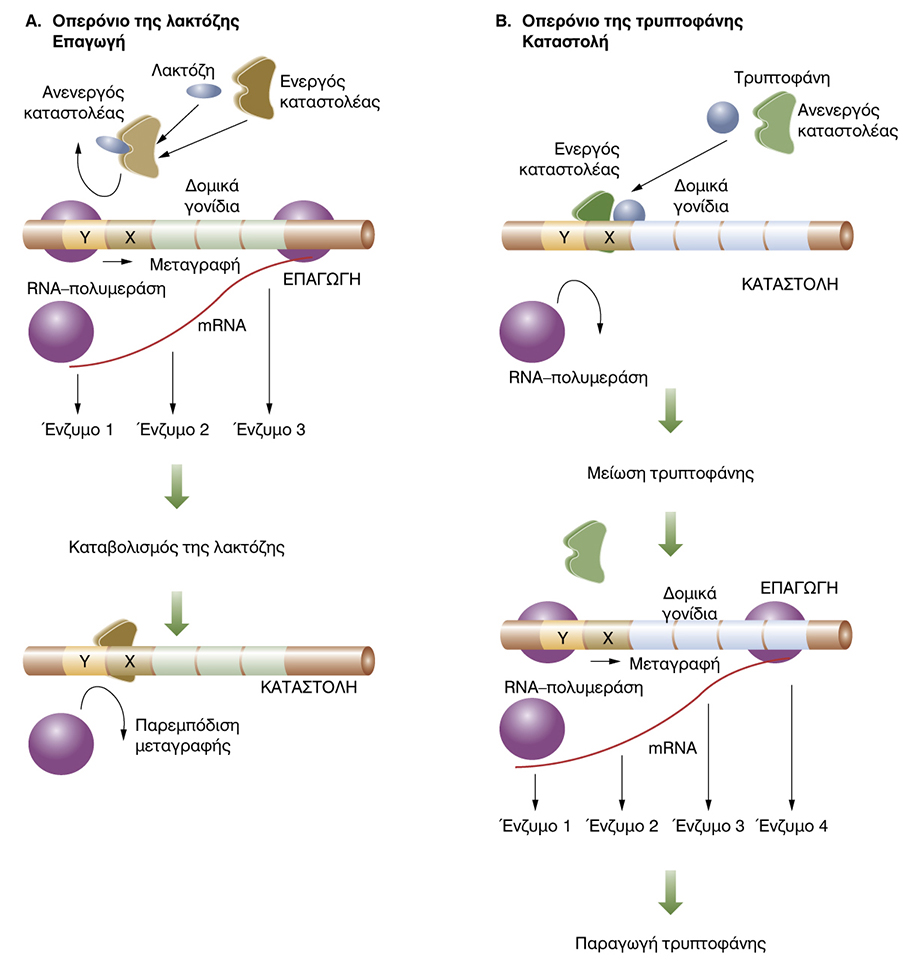 A. Οπερόνιο της λακτόζης
Επαγωγή
Λακτόζη
Ενεργός
καταστολέας
Ανενεργός
καταστολέας
Δομικά
γονίδια
Υ Χ
Μεταγραφή
ΕΠΑΓΩΓΗ
RNA–πολυμεράση
mRNA
Ένζυμο 1 Ένζυμο 2 Ένζυμο 3
Καταβολισμός της λακτόζης
Υ Χ
ΚΑΤΑΣΤΟΛΗ
Παρεμπόδιση
μεταγραφής
B. Οπερόνιο της τρυπτοφάνης
Καταστολή
Τρυπτοφάνη
Ανενεργός
καταστολέας
Ενεργός
καταστολέας
Δομικά
γονίδια
Υ Χ
ΚΑΤΑΣΤΟΛΗ
RNA–πολυμεράση
Μείωση τρυπτοφάνης
Δομικά
γονίδια
ΕΠΑΓΩΓΗ
Υ Χ
Μεταγραφή
RNA–πολυμεράση
mRNA
Ένζυμο 1 Ένζυμο 2 Ένζυμο 3 Ένζυμο 4
Παραγωγή τρυπτοφάνης